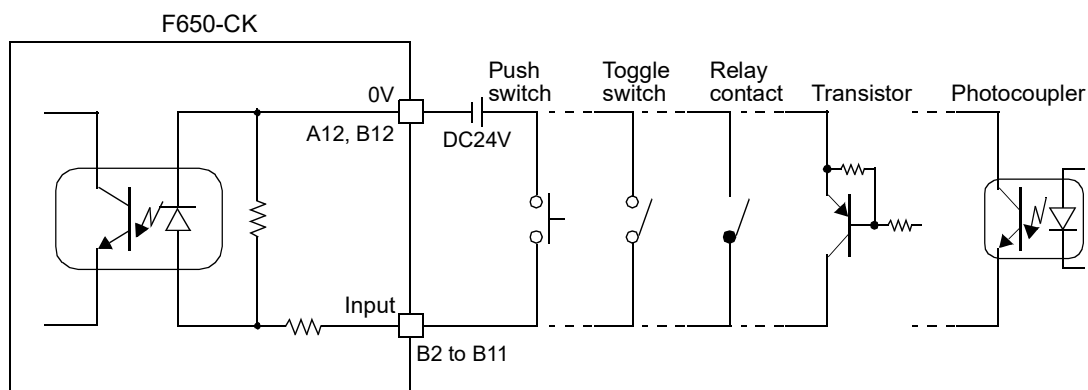 F650-CK
0V
A12, B12
DC24V
Push
switch
Toggle
switch
Relay
contact
Transistor
Photocoupler
Input
B2 to B11